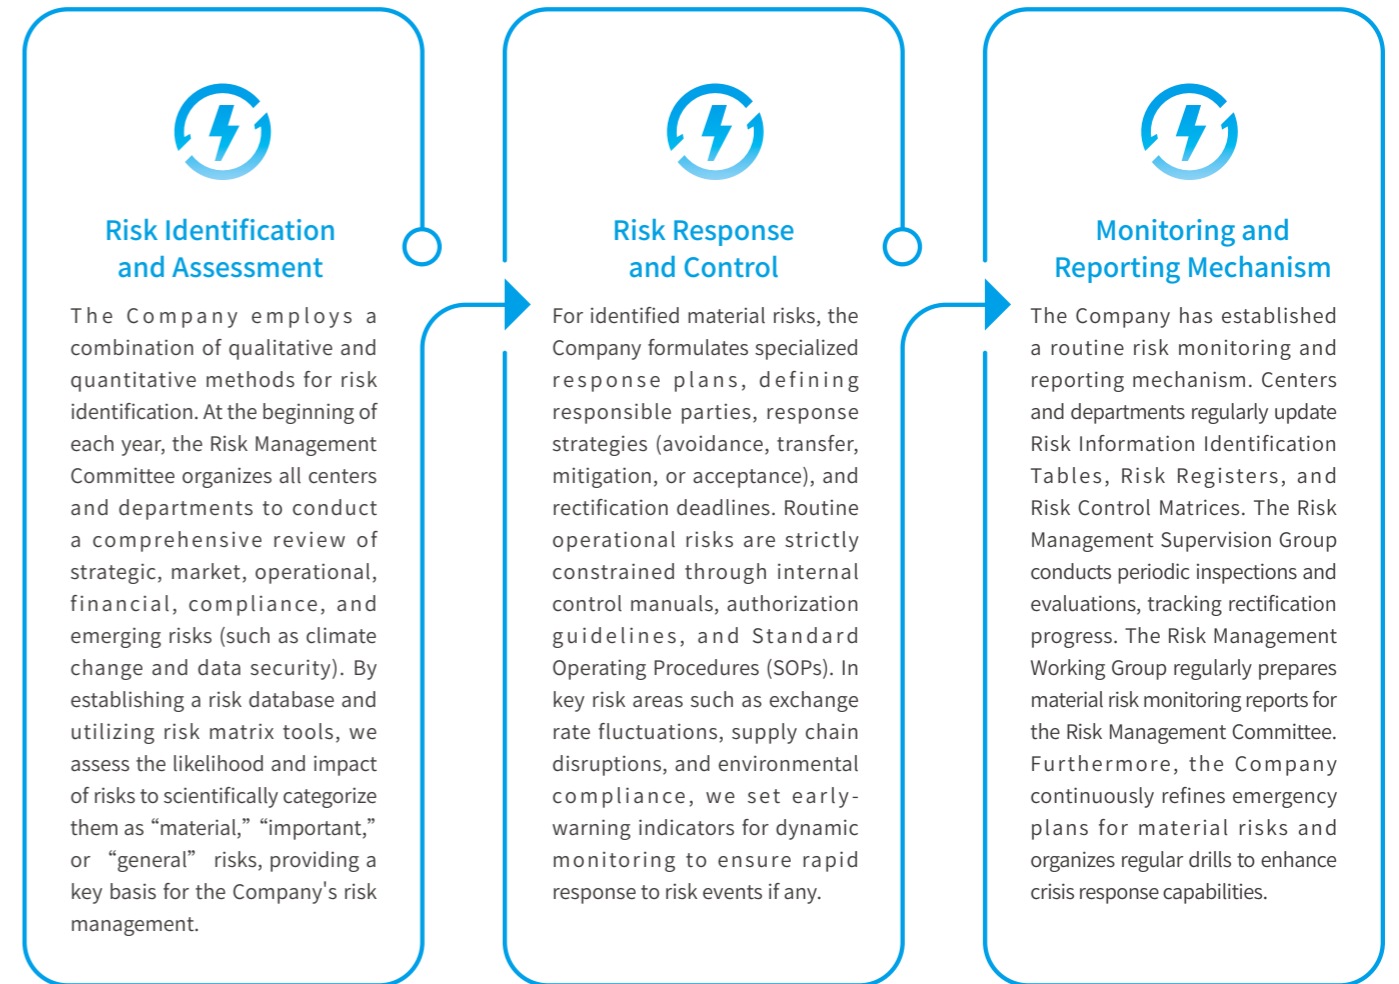 Risk Identification
and Assessment
The Company employs a
combination of qualitative and
quantitative methods for risk
identification. At the beginning of
each year, the Risk Management
Committee organizes all centers
and departments to conduct
a comprehensive review of
strategic, market, operational,
financial, compliance, and
emerging risks (such as climate
change and data security). By
establishing a risk database and
utilizing risk matrix tools, we
assess the likelihood and impact
of risks to scientifically categorize
them as “material,” “important,”
or “general” risks, providing a
key basis for the Company's risk
management.
Risk Response
and Control
For identified material risks, the
Company formulates specialized
response plans, defining
responsible parties, response
strategies (avoidance, transfer,
mitigation, or acceptance), and
rectification deadlines. Routine
operational risks are strictly
constrained through internal
control manuals, authorization
guidelines, and Standard
Operating Procedures (SOPs). In
key risk areas such as exchange
rate fluctuations, supply chain
disruptions, and environmental
compliance, we set early-
warning indicators for dynamic
monitoring to ensure rapid
response to risk events if any.
Monitoring and
Reporting Mechanism
The Company has established
a routine risk monitoring and
reporting mechanism. Centers
and departments regularly update
Risk Information Identification
Tables, Risk Registers, and
Risk Control Matrices. The Risk
Management Supervision Group
conducts periodic inspections and
evaluations, tracking rectification
progress. The Risk Management
Working Group regularly prepares
material risk monitoring reports for
the Risk Management Committee.
Furthermore, the Company
continuously refines emergency
plans for material risks and
organizes regular drills to enhance
crisis response capabilities.